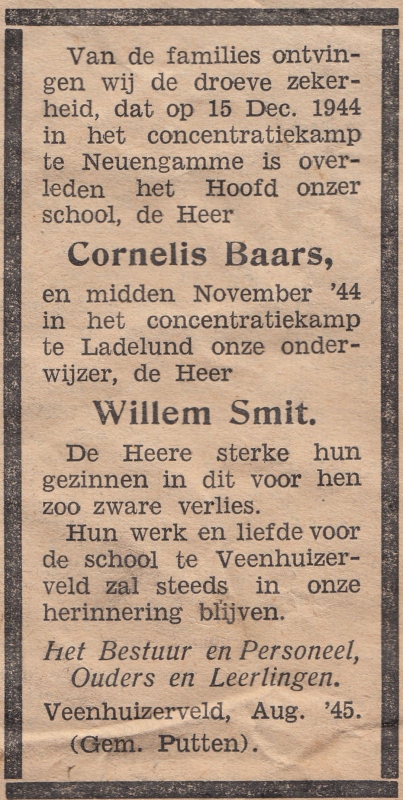 Van de families ontvin-
gen wij de droeve zeker-
heid, dat op 15 Dec. 1944
in het concentratiekamp
te Neuengamme is over-
leden het Hoofd onzer
school, de Heer
Cornelis Baars,
en midden November '44
in het concentratiekamp
te Ladelund onze onder-
wijzer, de Heer
Willem Smit.
De Heere sterke hun
gezinnen in dit voor hen
zoo zware verlies.
Hun werk en liefde voor
de school te Veenhuizer-
veld zal steeds in onze
herinnering blijven.
Het Bestuur en Personeel,
Ouders en Leerlingen.
Veenhuizerveld, Aug. '45.
(Gem. Putten).